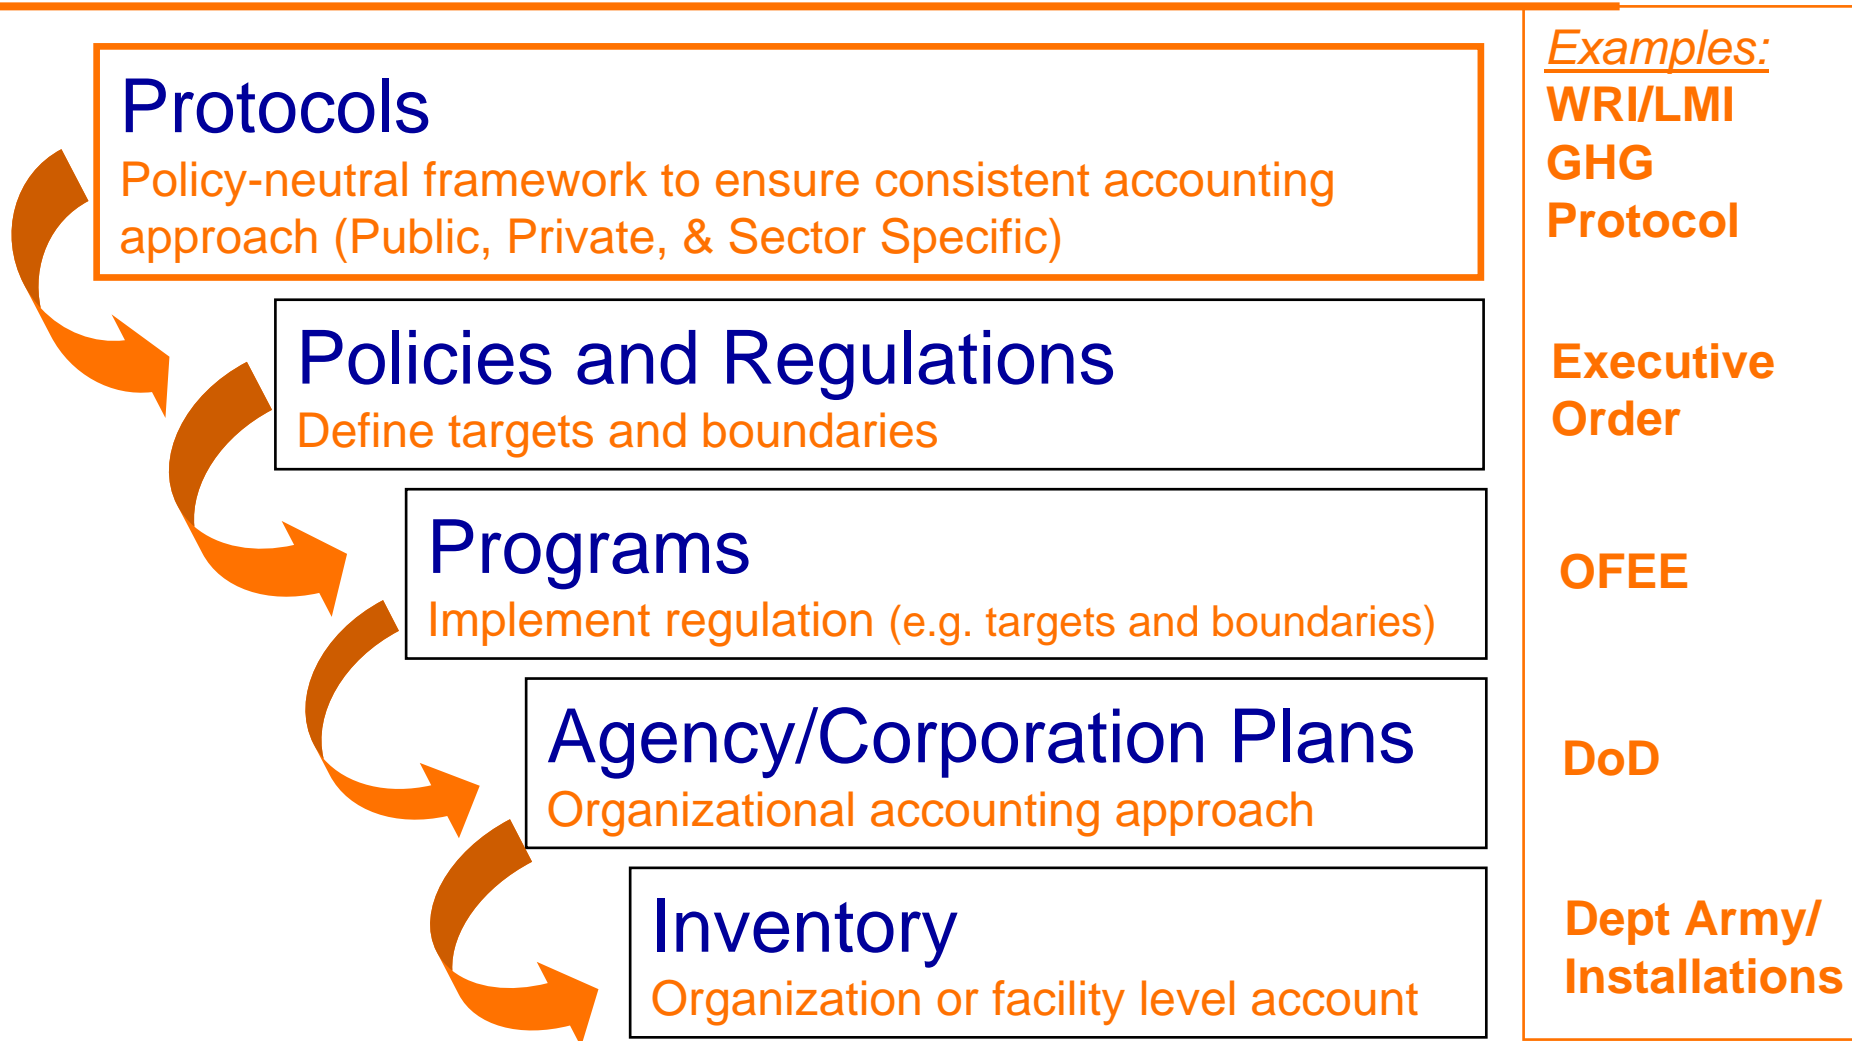 Protocols
Policy-neutral framework to ensure consistent accounting
approach (Public, Private, & Sector Specific)
Policies and Regulations
Define targets and boundaries
Programs
Implement regulation (e.g. targets and boundaries)
Agency/Corporation Plans
Organizational accounting approach
Inventory
Organization or facility level account
Examples:
WRI/LMI
GHG
Protocol
Executive
Order
OFEE
DoD
Dept Army/
Installations